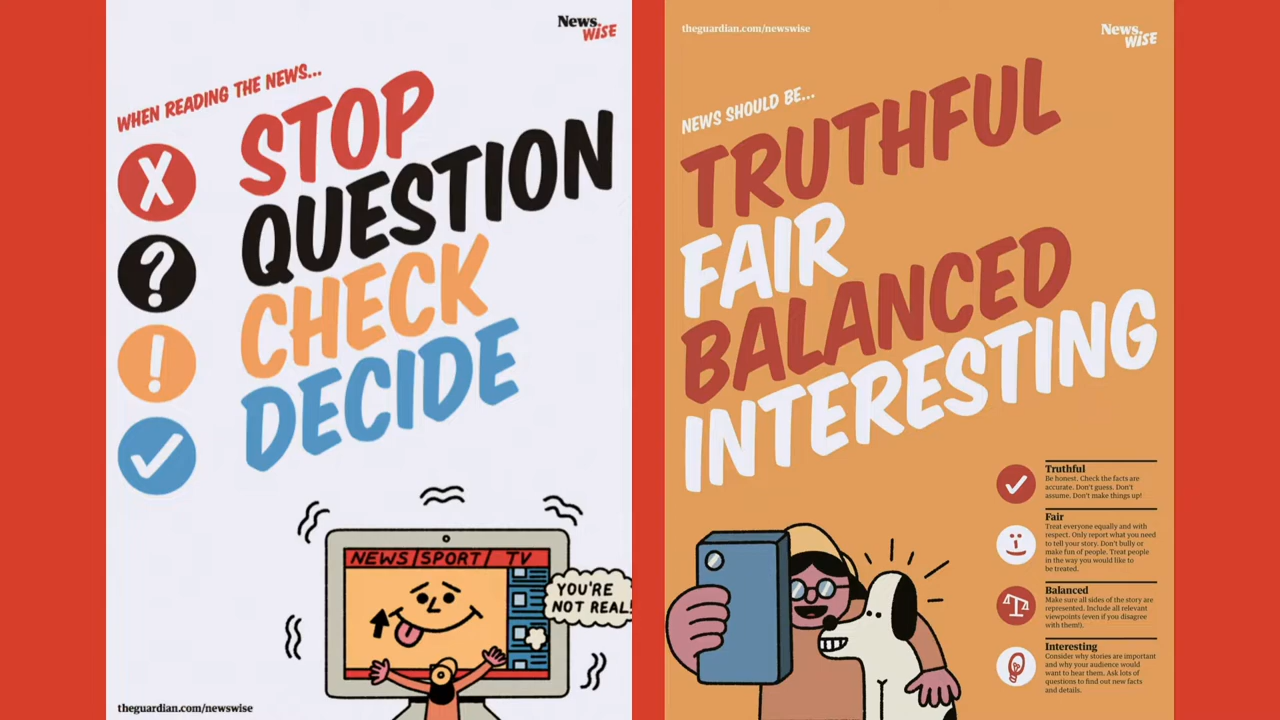 News.
WISE
WHEN READING THE NEWS...
STOP
QUESTION
CHECK
DECIDE
NEWS SPORT TV
YOU'RE
NOT REAL!
theguardian.com/newswise
theguardian.com/newswise
News.
WISE
NEWS SHOULD BE...
TRUTHFUL
FAIR
BALANCED
INTERESTING
Truthful
Be honest. Check the facts are
accurate. Don't guess. Don't
assume. Don't make things up!
Fair
Treat everyone equally and with
respect. Only report what you need
to tell your story. Don't bully or
make fun of people. Treat people
in the way you would like to
be treated.
Balanced
Make sure all sides of the story are
represented. Include all relevant
viewpoints (even if you disagree
with them!).
Interesting
Consider why stories are important
and why your audience would
want to hear them. Ask lots of
questions to find out new facts
and details.